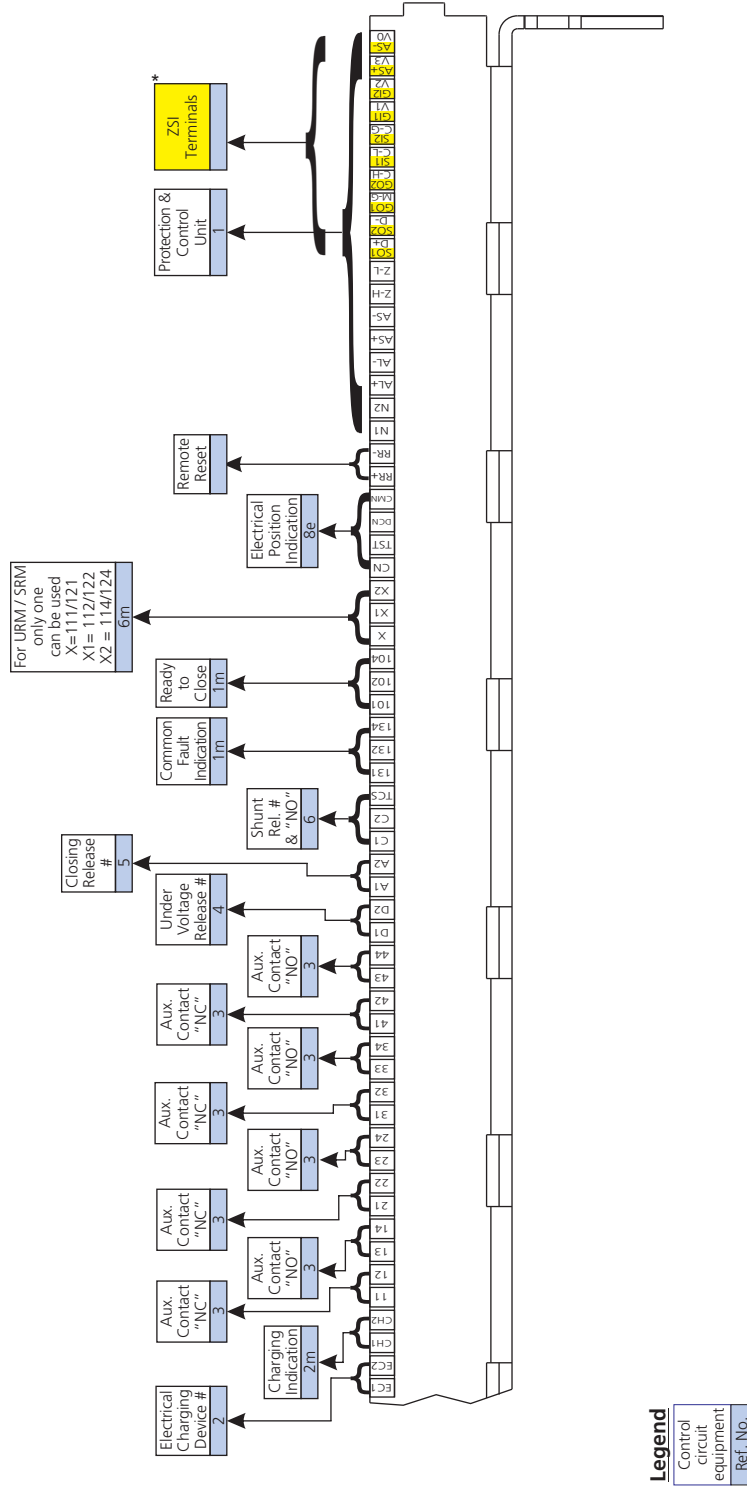 ZSI
Terminals
*
Protection &
Control
Unit
1
Remote
Reset
Electrical
Position
Indication
8e
For URM / SRM
only one
can be used
X=111/121
X1= 112/122
X2 = 114/124
6m
Ready
to
Close
1m
Common
Fault
Indication
1m
Shunt
Rel. #
& "NO"
6
Closing
Release
#
5
Under
Voltage
Release #
4
Aux.
Contact
"NO"
3
Aux.
Contact
"NC"
3
Aux.
Contact
"NO"
3
Aux.
Contact
"NC"
3
Aux.
Contact
"NO"
3
Aux.
Contact
"NC"
3
Aux.
Contact
"NO"
3
Aux.
Contact
"NC"
3
Charging
Indication
2m
Electrical
Charging
Device #
2
V0
AS-
V3
AS+
V2
GI2
V1
GI1
C-G
SI2
C-L
SI1
C-H
GO2
M-G
GO1
D-
SO2
D+
SO1
Z-L
Z-H
AS-
AS+
AL-
AL+
N2
N1
RR-
RR+
CMN
DCN
TST
CN
X2
X1
X
104
102
101
134
132
131
TCS
C2
C1
A2
A1
D2
D1
44
43
42
41
34
33
32
31
24
23
22
21
14
13
12
11
CH2
CH1
EC2
EC1
Legend
Control
circuit
equipment
Ref. No.